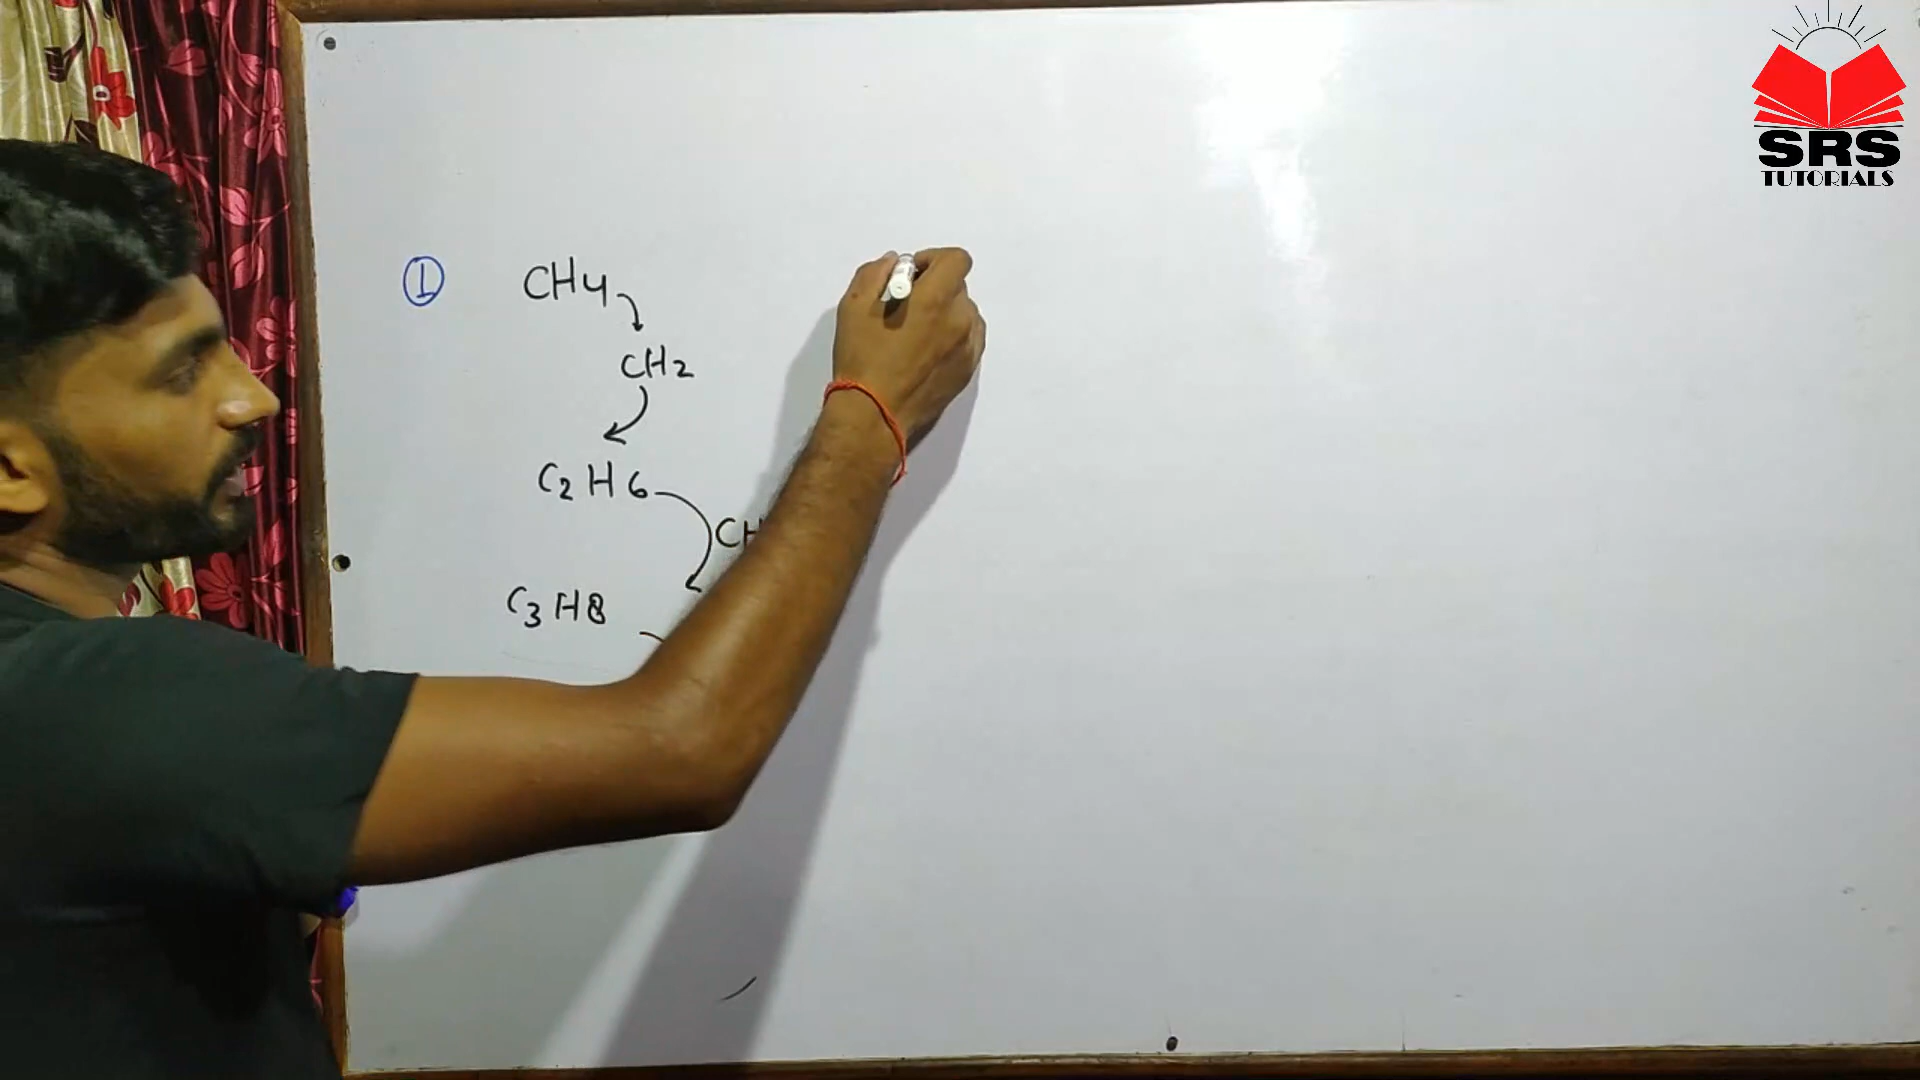 SRS
TUTORIALS
① CH4
CH2
C2H6
CH
C3H8